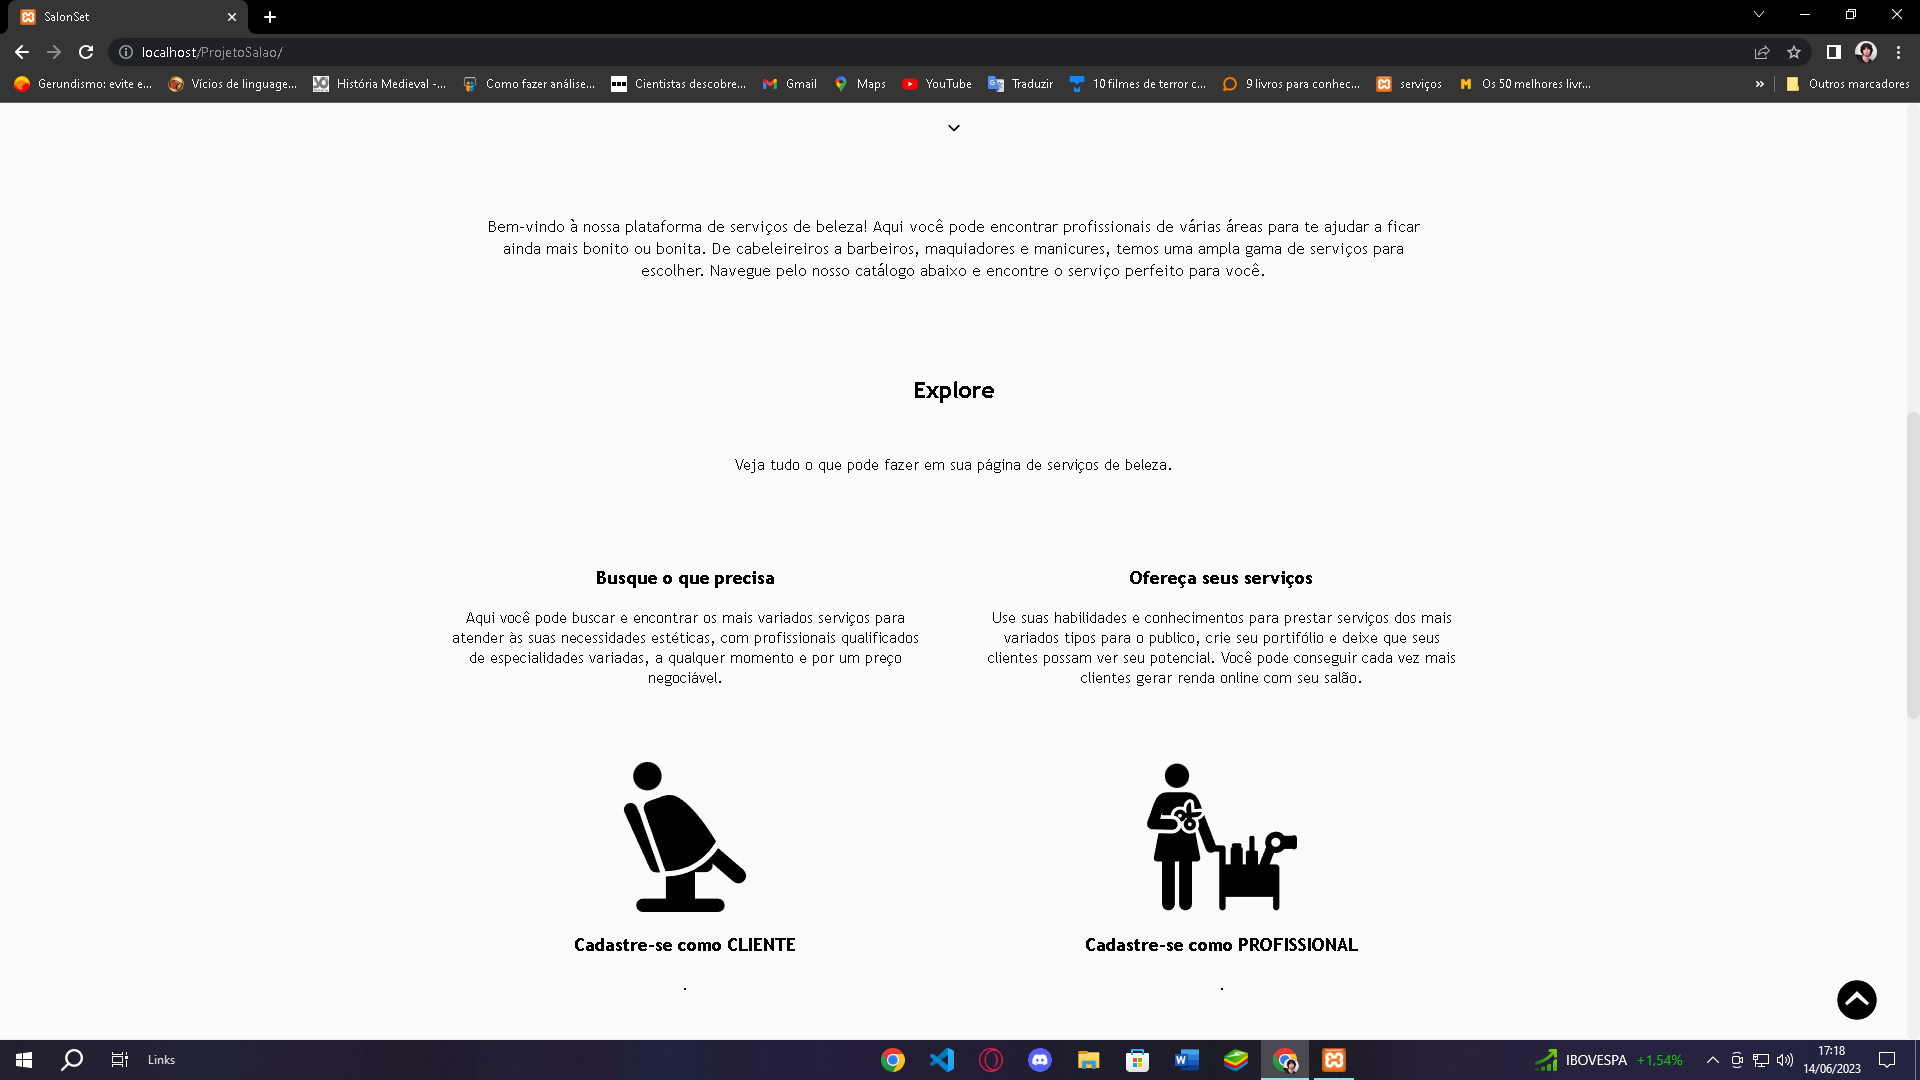 SalonSet
localhost/ProjetoSalao/
Gerundismo: evite e...
Vícios de linguage...
História Medieval -...
Como fazer análise...
Cientistas descobre...
Gmail
Maps
YouTube
Traduzir
10 filmes de terror c...
9 livros para conhec...
serviços
Os 50 melhores livr...
»
Outros marcadores
Bem-vindo à nossa plataforma de serviços de beleza! Aqui você pode encontrar profissionais de várias áreas para te ajudar a ficar
ainda mais bonito ou bonita. De cabeleireiros a barbeiros, maquiadores e manicures, temos uma ampla gama de serviços para
escolher. Navegue pelo nosso catálogo abaixo e encontre o serviço perfeito para você.
Explore
Veja tudo o que pode fazer em sua página de serviços de beleza.
Busque o que precisa
Aqui você pode buscar e encontrar os mais variados serviços para
atender às suas necessidades estéticas, com profissionais qualificados
de especialidades variadas, a qualquer momento e por um preço
negociável.
Cadastre-se como CLIENTE
.
Ofereça seus serviços
Use suas habilidades e conhecimentos para prestar serviços dos mais
variados tipos para o publico, crie seu portifólio e deixe que seus
clientes possam ver seu potencial. Você pode conseguir cada vez mais
clientes gerar renda online com seu salão.
Cadastre-se como PROFISSIONAL
.
Links
IBOVESPA +1,54%
17:18
14/06/2023